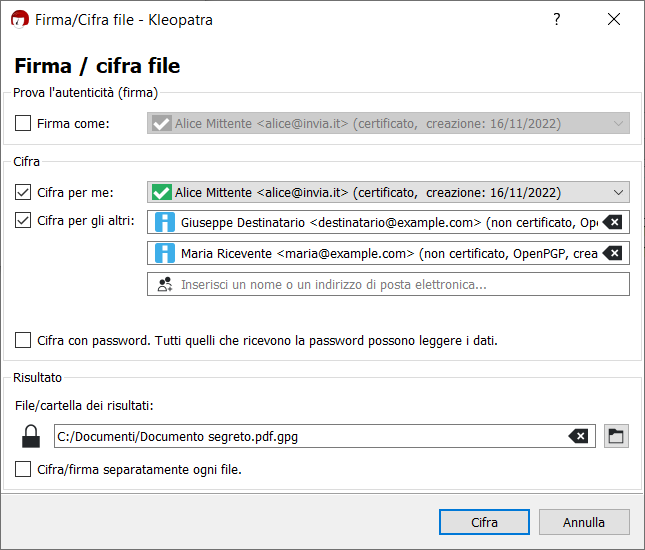 Firma/Cifra file - Kleopatra
Firma / cifra file
Prova l'autenticità (firma)
Firma come:
Alice Mittente <alice@invia.it> (certificato, creazione: 16/11/2022)
Cifra
Cifra per me:
Alice Mittente <alice@invia.it> (certificato, creazione: 16/11/2022)
Cifra per gli altri:
Giuseppe Destinatario <destinatario@example.com> (non certificato, Ope
Maria Ricevente <maria@example.com> (non certificato, OpenPGP, crea
Inserisci un nome o un indirizzo di posta elettronica...
Cifra con password. Tutti quelli che ricevono la password possono leggere i dati.
Risultato
File/cartella dei risultati:
C:/Documenti/Documento segreto.pdf.gpg
Cifra/firma separatamente ogni file.
Cifra
Annulla